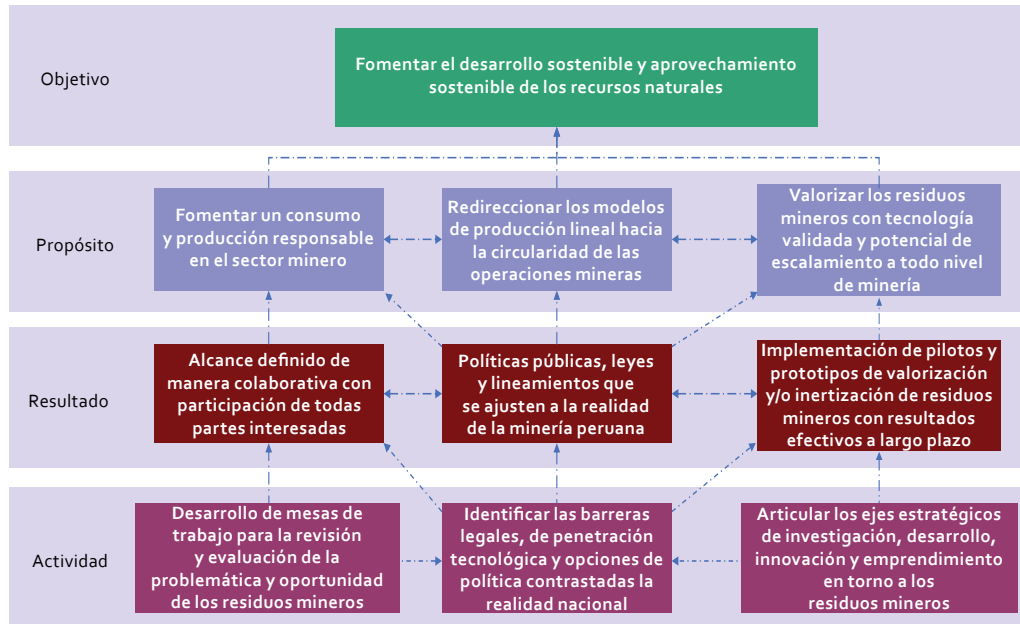 Objetivo
Fomentar el desarrollo sostenible y aprovechamiento
sostenible de los recursos naturales
Propósito
Fomentar un consumo
y producción responsable
en el sector minero
Redireccionar los modelos
de producción lineal hacia
la circularidad de las
operaciones mineras
Valorizar los residuos
mineros con tecnología
validada y potencial de
escalamiento a todo nivel
de minería
Resultado
Alcance definido de
manera colaborativa con
participación de todas
partes interesadas
Políticas públicas, leyes
y lineamientos que
se ajusten a la realidad
de la minería peruana
Implementación de pilotos y
prototipos de valorización
y/o inertización de residuos
mineros con resultados
efectivos a largo plazo
Actividad
Desarrollo de mesas de
trabajo para la revisión
y evaluación de la
problemática y oportunidad
de los residuos mineros
Identificar las barreras
legales, de penetración
tecnológica y opciones de
política contrastadas la
realidad nacional
Articular los ejes estratégicos
de investigación, desarrollo,
innovación y emprendimiento
en torno a los
residuos mineros